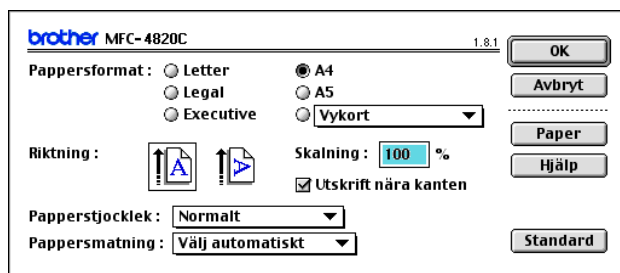 brother MFC-4820C 1.8.1
OK
Pappersformat : Letter A4
Avbryt
Legal A5
Executive Vykort
Paper
Riktning : A A Skalning : 100 %
Hjälp
Utskrift nära kanten
Papperstjocklek : Normalt
Pappersmatning : Välj automatiskt
Standard